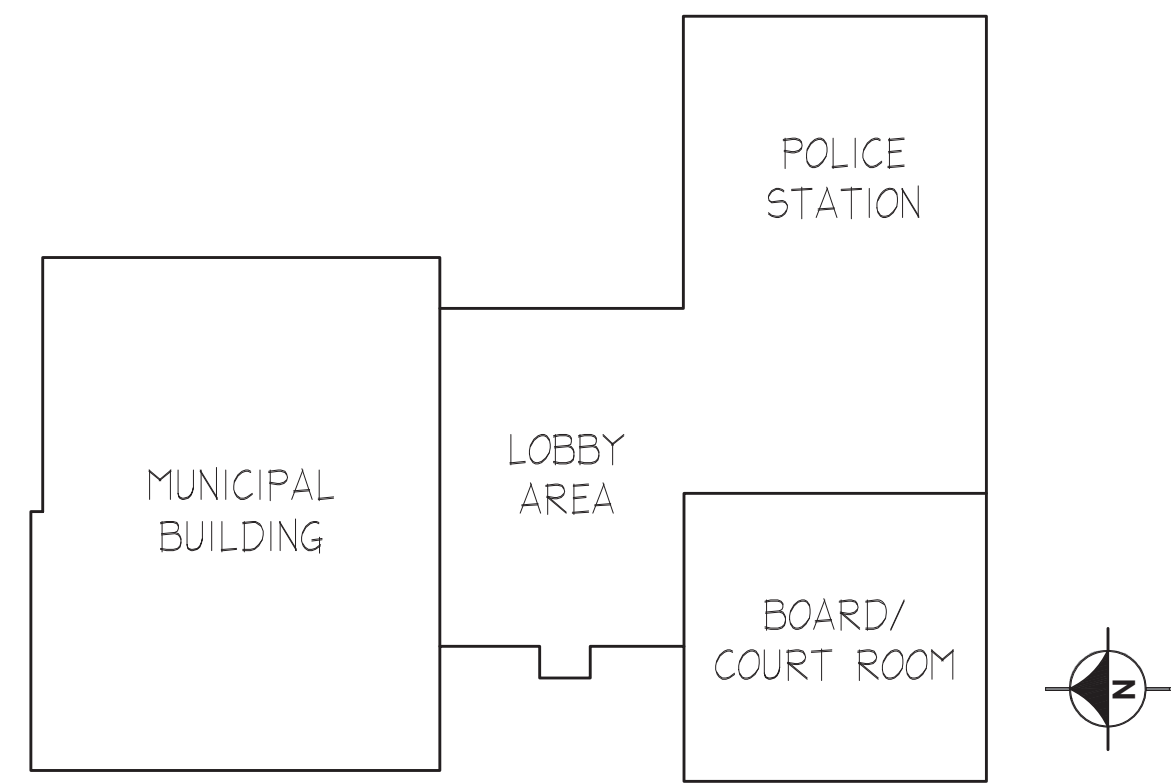 POLICE
STATION
LOBBY
AREA
MUNICIPAL
BUILDING
BOARD/
COURT ROOM
N